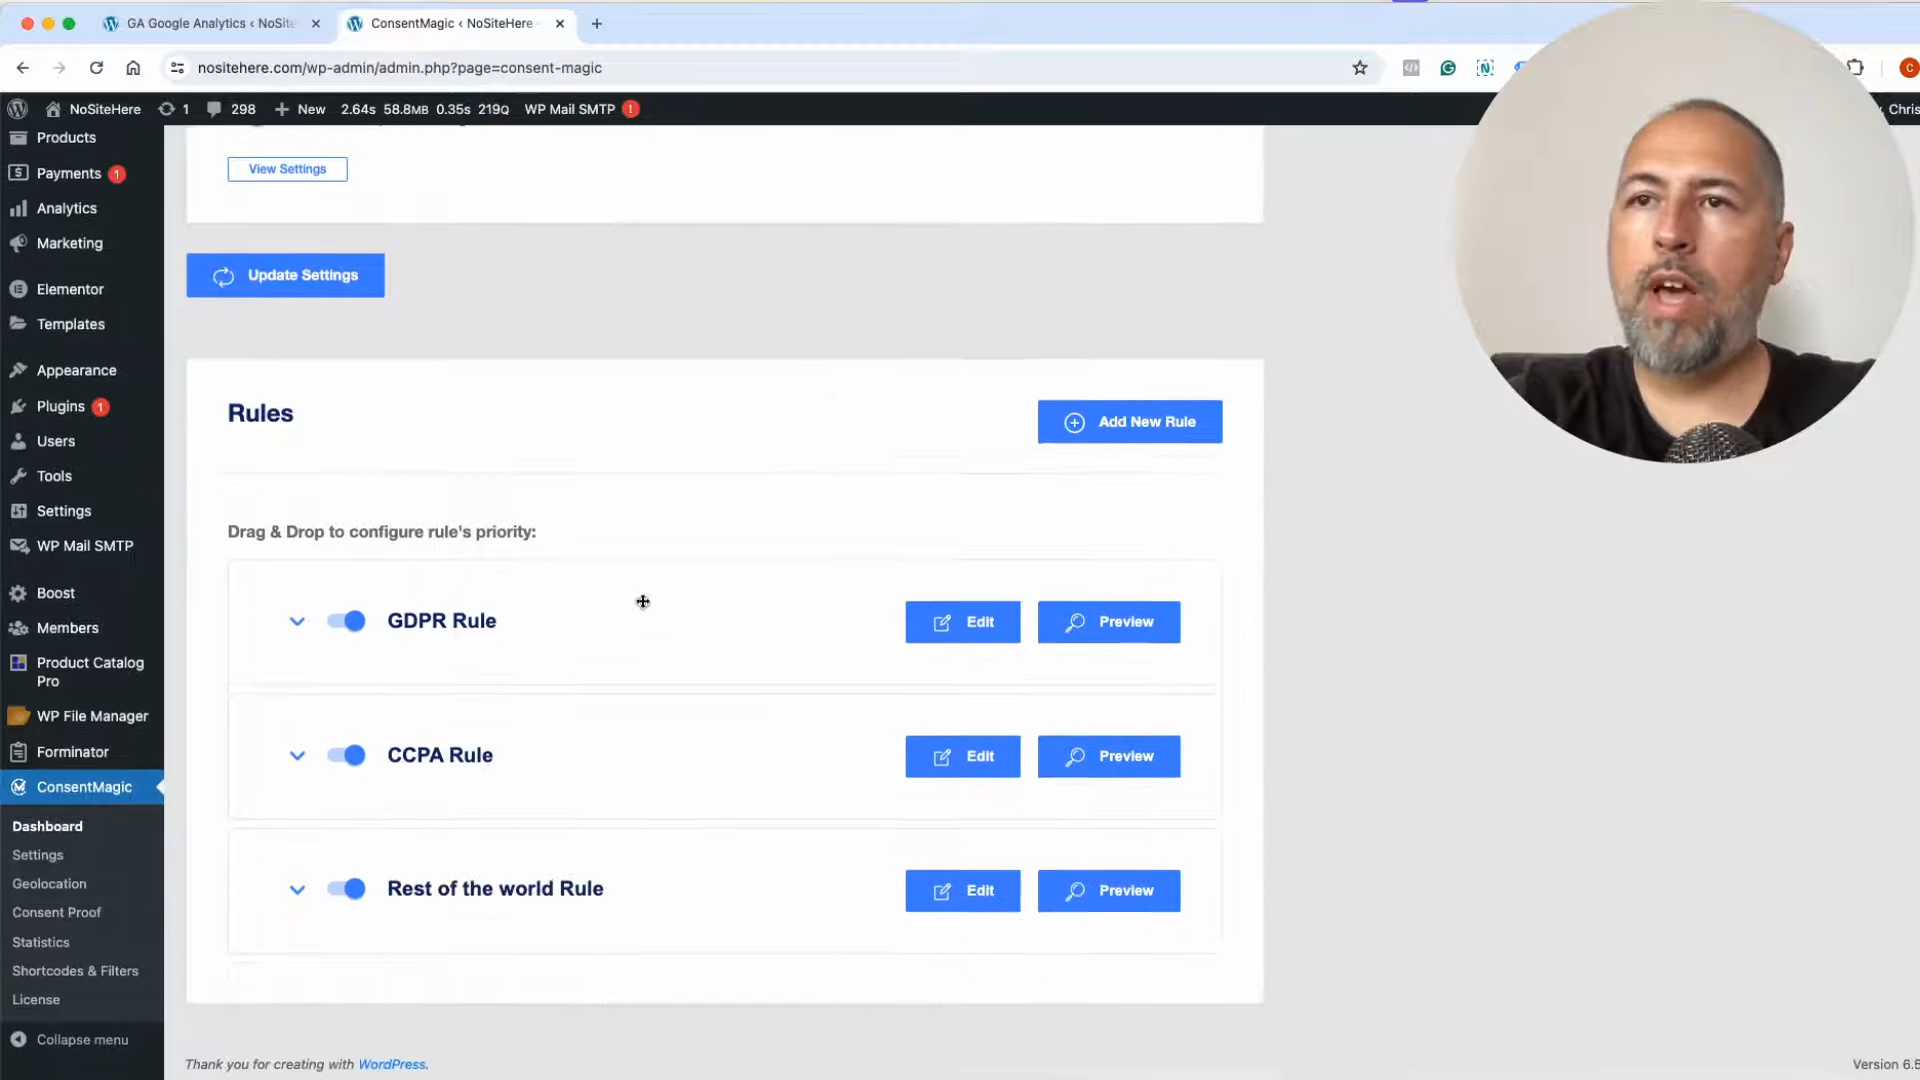 GA Google Analytics ‹ NoSite
ConsentMagic ‹ NoSiteHere
nositehere.com/wp-admin/admin.php?page=consent-magic
NoSiteHere 1 298 New 2.64s 58.8MB 0.35s 219Q WP Mail SMTP !
Chris
Products
Payments 1
Analytics
Marketing
Elementor
Templates
Appearance
Plugins 1
Users
Tools
Settings
WP Mail SMTP
Boost
Members
Product Catalog
Pro
WP File Manager
Forminator
ConsentMagic
Dashboard
Settings
Geolocation
Consent Proof
Statistics
Shortcodes & Filters
License
Collapse menu
View Settings
Update Settings
Rules
Add New Rule
Drag & Drop to configure rule's priority:
GDPR Rule
Edit
Preview
CCPA Rule
Edit
Preview
Rest of the world Rule
Edit
Preview
Thank you for creating with WordPress.
Version 6.5